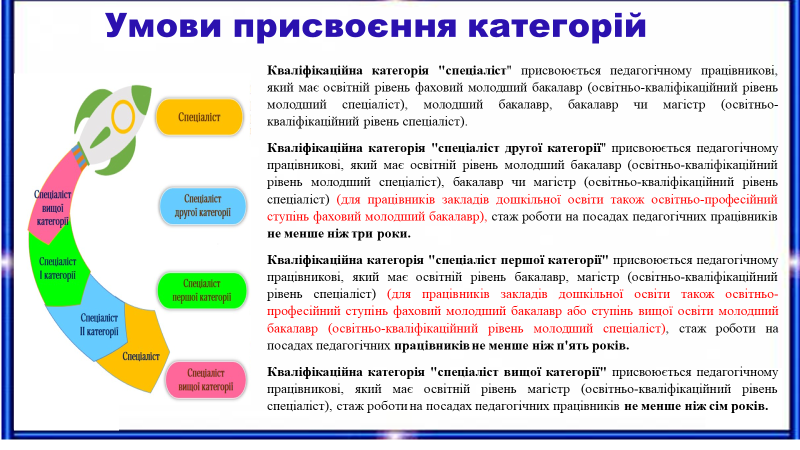 Умови присвоєння категорій
Спеціаліст
Спеціаліст
другої категорії
Спеціаліст
першої категорії
Спеціаліст
вищої категорії
Спеціаліст
вищої
категорії
Спеціаліст
І категорії
Спеціаліст
ІІ категорії
Спеціаліст
Кваліфікаційна категорія "спеціаліст" присвоюється педагогічному працівникові,
який має освітній рівень фаховий молодший бакалавр (освітньо-кваліфікаційний рівень
молодший спеціаліст), молодший бакалавр, бакалавр чи магістр (освітньо-
кваліфікаційний рівень спеціаліст).
Кваліфікаційна категорія "спеціаліст другої категорії" присвоюється педагогічному
працівникові, який має освітній рівень молодший бакалавр (освітньо-кваліфікаційний
рівень молодший спеціаліст), бакалавр чи магістр (освітньо-кваліфікаційний рівень
спеціаліст) (для працівників закладів дошкільної освіти також освітньо-професійний
ступінь фаховий молодший бакалавр), стаж роботи на посадах педагогічних працівників
не менше ніж три роки.
Кваліфікаційна категорія "спеціаліст першої категорії" присвоюється педагогічному
працівникові, який має освітній рівень бакалавр, магістр (освітньо-кваліфікаційний
рівень спеціаліст) (для працівників закладів дошкільної освіти також освітньо-
професійний ступінь фаховий молодший бакалавр або ступінь вищої освіти молодший
бакалавр (освітньо-кваліфікаційний рівень молодший спеціаліст), стаж роботи на
посадах педагогічних працівників не менше ніж п'ять років.
Кваліфікаційна категорія "спеціаліст вищої категорії" присвоюється педагогічному
працівникові, який має освітній рівень магістр (освітньо-кваліфікаційний рівень
спеціаліст), стаж роботи на посадах педагогічних працівників не менше ніж сім років.